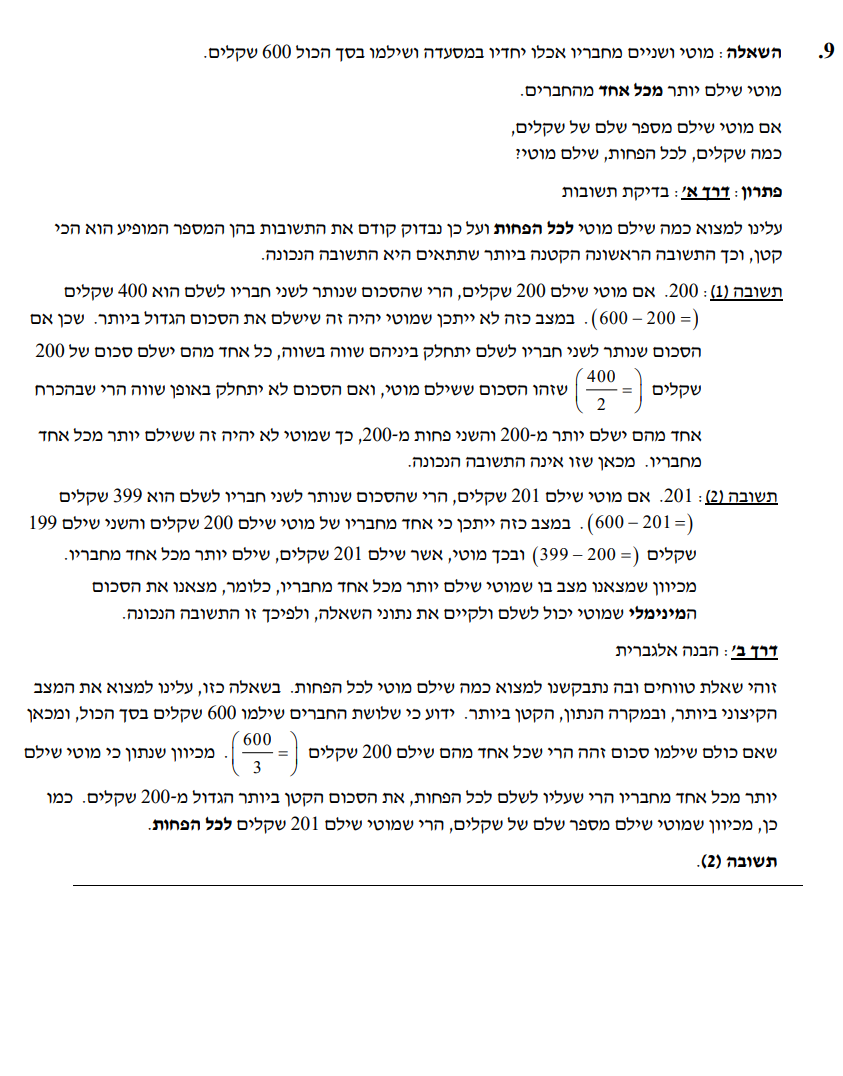 9. השאלה: מוטי ושניים מחבריו אכלו יחדיו במסעדה ושילמו בסך הכול 600 שקלים.
מוטי שילם יותר מכל אחד מהחברים.
אם מוטי שילם מספר שלם של שקלים,
כמה שקלים, לכל הפחות, שילם מוטי?
פתרון: דרך א': בדיקת תשובות
עלינו למצוא כמה שילם מוטי לכל הפחות ועל כן נבדוק קודם את התשובות בהן המספר המופיע הוא הכי
קטן, וכך התשובה הראשונה הקטנה ביותר שתתאים היא התשובה הנכונה.
תשובה (1): 200. אם מוטי שילם 200 שקלים, הרי שהסכום שנותר לשני חבריו לשלם הוא 400 שקלים
(= 200 – 600). במצב כזה לא ייתכן שמוטי יהיה זה שישלם את הסכום הגדול ביותר. שכן אם
הסכום שנותר לשני חבריו לשלם יתחלק ביניהם שווה בשווה, כל אחד מהם ישלם סכום של 200
שקלים (= 400/2) שזהו הסכום ששילם מוטי, ואם הסכום לא יתחלק באופן שווה הרי שבהכרח
אחד מהם ישלם יותר מ-200 והשני פחות מ-200, כך שמוטי לא יהיה זה ששילם יותר מכל אחד
מחבריו. מכאן שזו אינה התשובה הנכונה.
תשובה (2): 201. אם מוטי שילם 201 שקלים, הרי שהסכום שנותר לשני חבריו לשלם הוא 399 שקלים
(= 201 – 600). במצב כזה ייתכן כי אחד מחבריו של מוטי שילם 200 שקלים והשני שילם 199
שקלים (= 200 – 399) ובכך מוטי, אשר שילם 201 שקלים, שילם יותר מכל אחד מחבריו.
מכיוון שמצאנו מצב בו שמוטי שילם יותר מכל אחד מחבריו, כלומר, מצאנו את הסכום
המינימלי שמוטי יכול לשלם ולקיים את נתוני השאלה, ולפיכך זו התשובה הנכונה.
דרך ב': הבנה אלגברית
זוהי שאלת טווחים ובה נתבקשנו למצוא כמה שילם מוטי לכל הפחות. בשאלה כזו, עלינו למצוא את המצב
הקיצוני ביותר, ובמקרה הנתון, הקטן ביותר. ידוע כי שלושת החברים שילמו 600 שקלים בסך הכול, ומכאן
שאם כולם שילמו סכום זהה הרי שכל אחד מהם שילם 200 שקלים (= 600/3). מכיוון שנתון כי מוטי שילם
יותר מכל אחד מחבריו הרי שעליו לשלם לכל הפחות, את הסכום הקטן ביותר הגדול מ-200 שקלים. כמו
כן, מכיוון שמוטי שילם מספר שלם של שקלים, הרי שמוטי שילם 201 שקלים לכל הפחות.
תשובה (2).